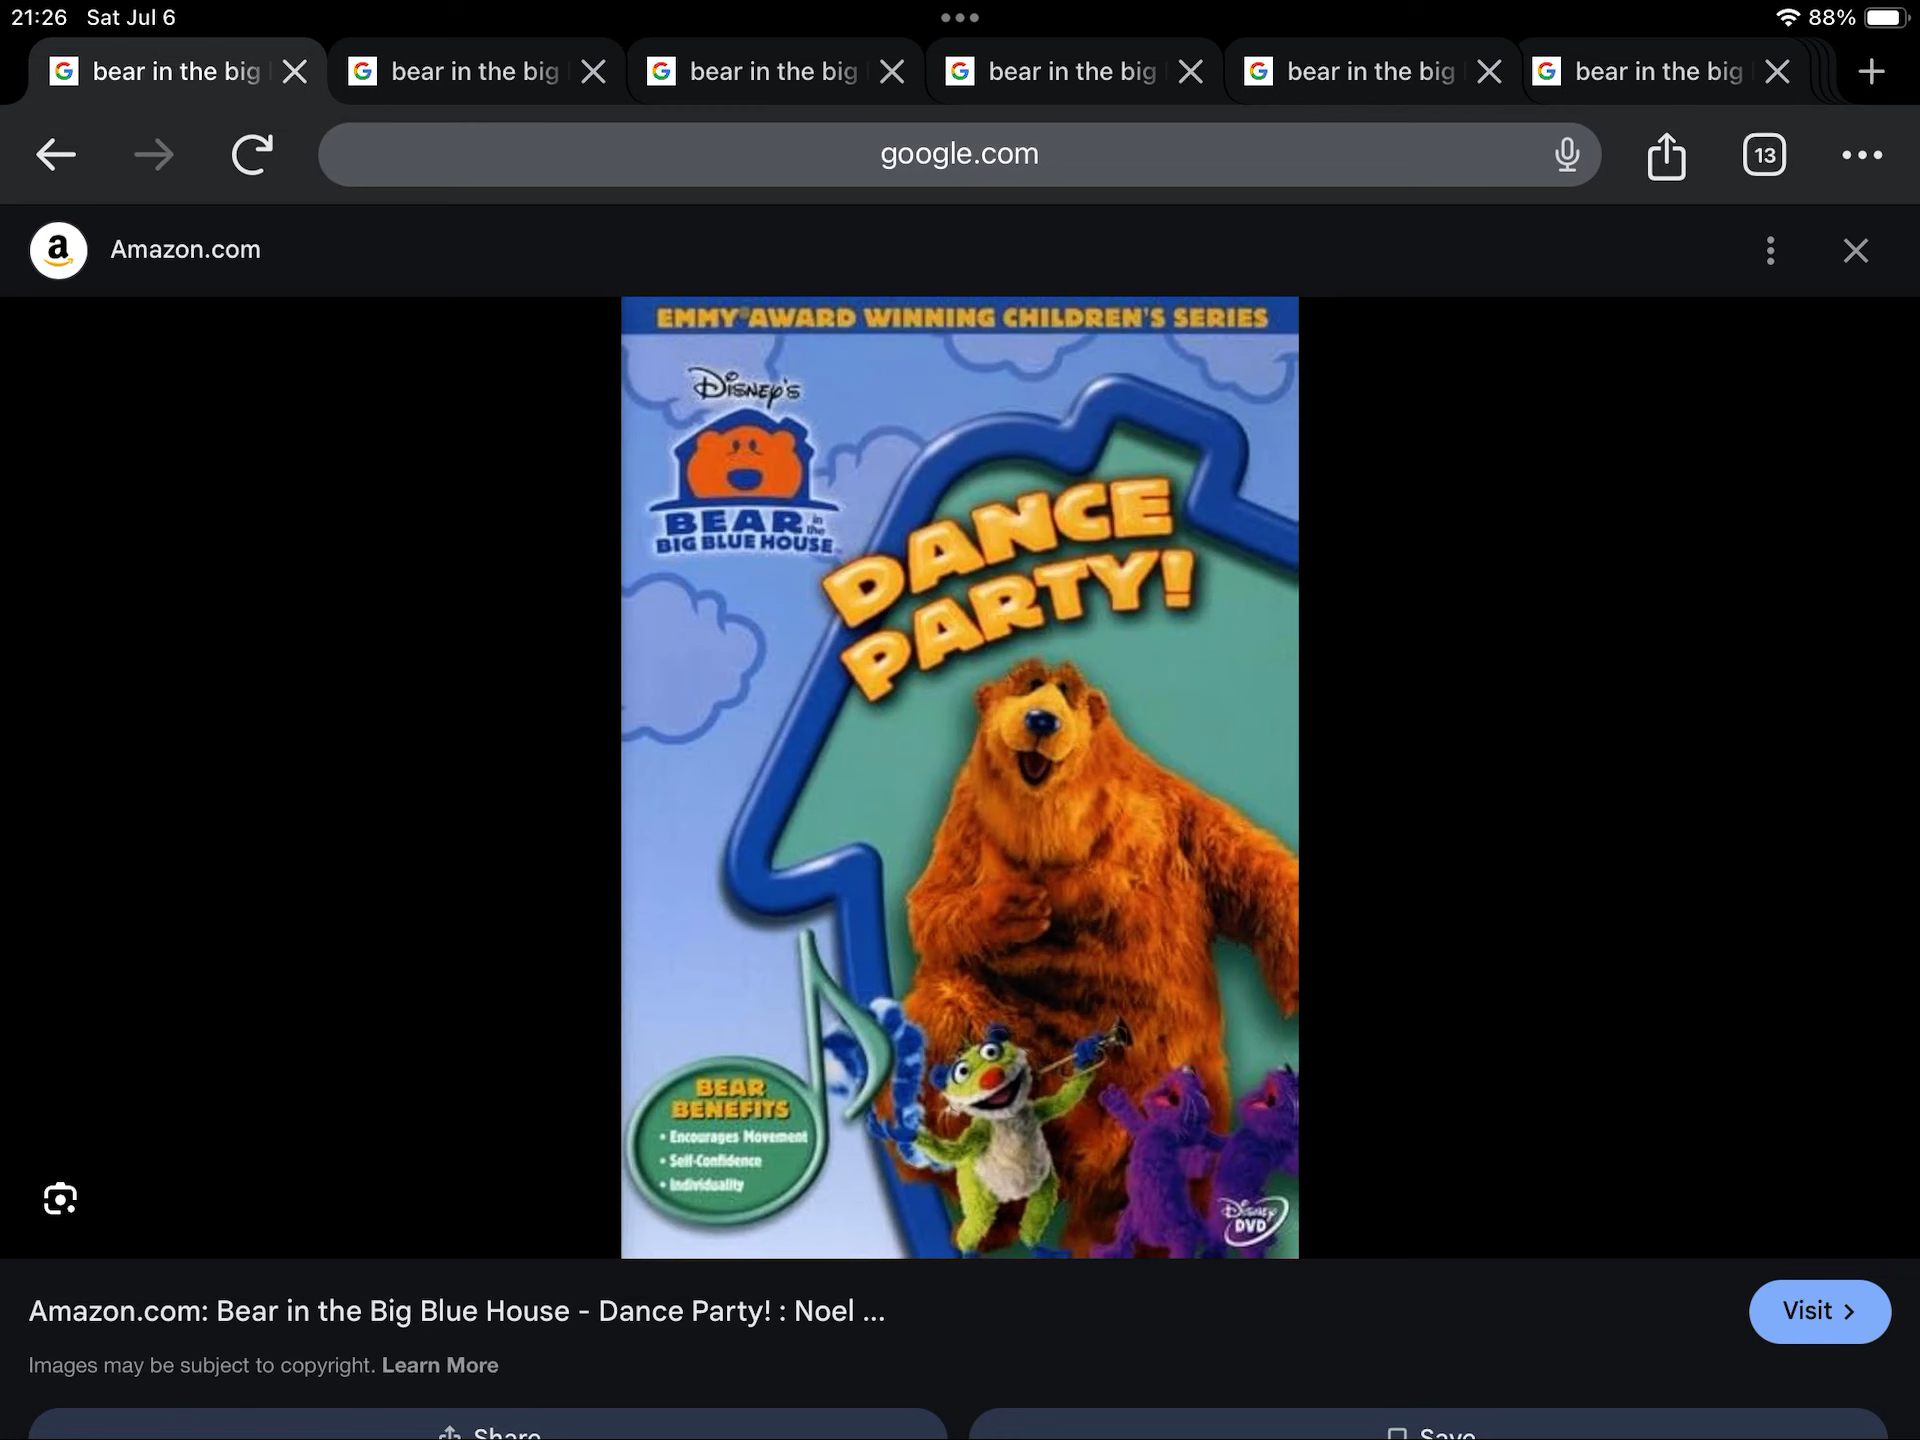 21:26 Sat Jul 6
88%
bear in the big
bear in the big
bear in the big
bear in the big
bear in the big
bear in the big
google.com
13
Amazon.com
EMMY® AWARD WINNING CHILDREN'S SERIES
Disney's
BEAR in the
BIG BLUE HOUSE
DANCE
PARTY!
BEAR
BENEFITS
• Encourages Movement
• Self-Confidence
• Individuality
Disney
DVD
Amazon.com: Bear in the Big Blue House - Dance Party! : Noel ...
Visit
Images may be subject to copyright. Learn More
Share
Save